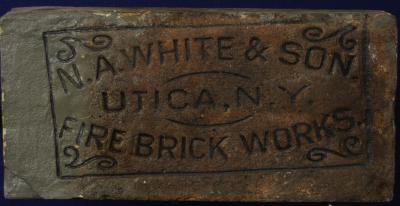 N.A.WHITE & SON.
UTICA, N.Y.
FIRE BRICK WORKS.